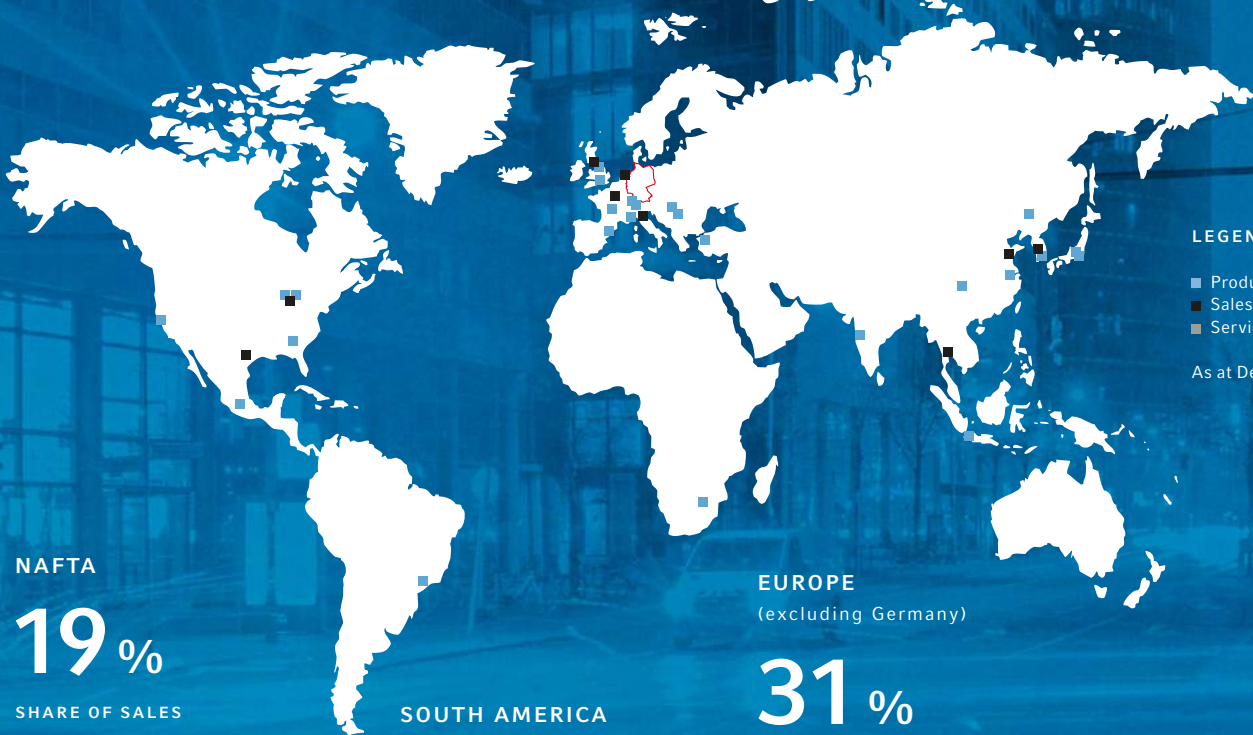 LEGEN
Produ
Sales
Servi
As at De
NAFTA
19 %
SHARE OF SALES
SOUTH AMERICA
EUROPE
(excluding Germany)
31 %